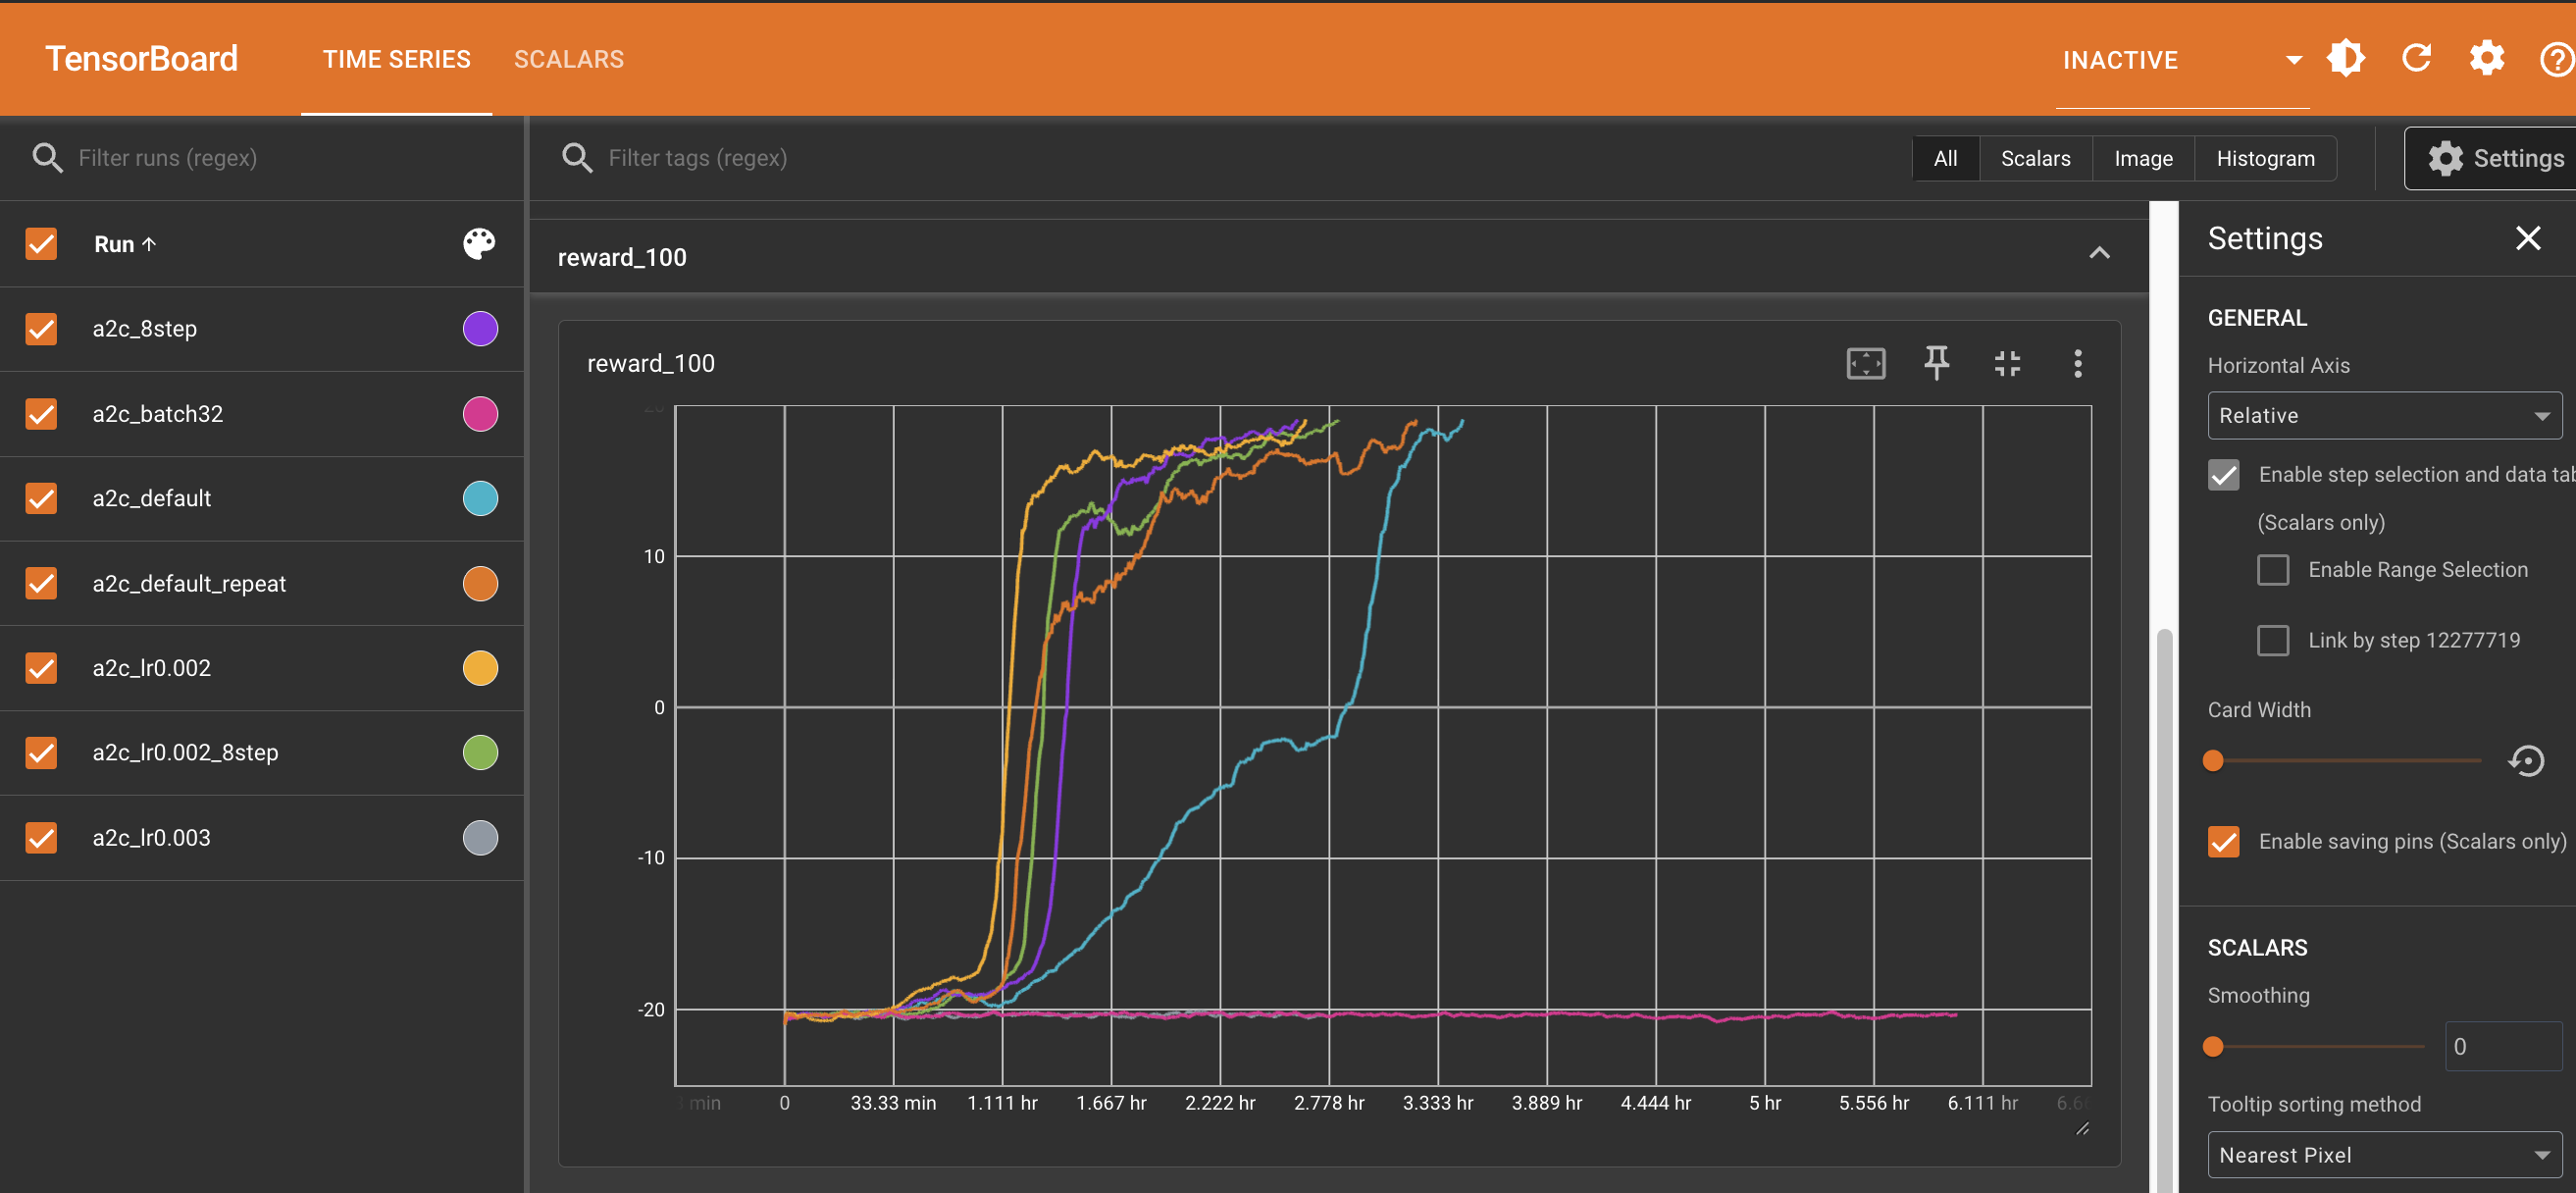 TensorBoard TIME SERIES SCALARS INACTIVE
Filter runs (regex)
Filter tags (regex)
All Scalars Image Histogram
Settings
Run
a2c_8step
a2c_batch32
a2c_default
a2c_default_repeat
a2c_lr0.002
a2c_lr0.002_8step
a2c_lr0.003
reward_100
reward_100
20
10
0
-10
-20
min 0 33.33 min 1.111 hr 1.667 hr 2.222 hr 2.778 hr 3.333 hr 3.889 hr 4.444 hr 5 hr 5.556 hr 6.111 hr
Settings
GENERAL
Horizontal Axis
Relative
Enable step selection and data tab
(Scalars only)
Enable Range Selection
Link by step 12277719
Card Width
Enable saving pins (Scalars only)
SCALARS
Smoothing
0
Tooltip sorting method
Nearest Pixel